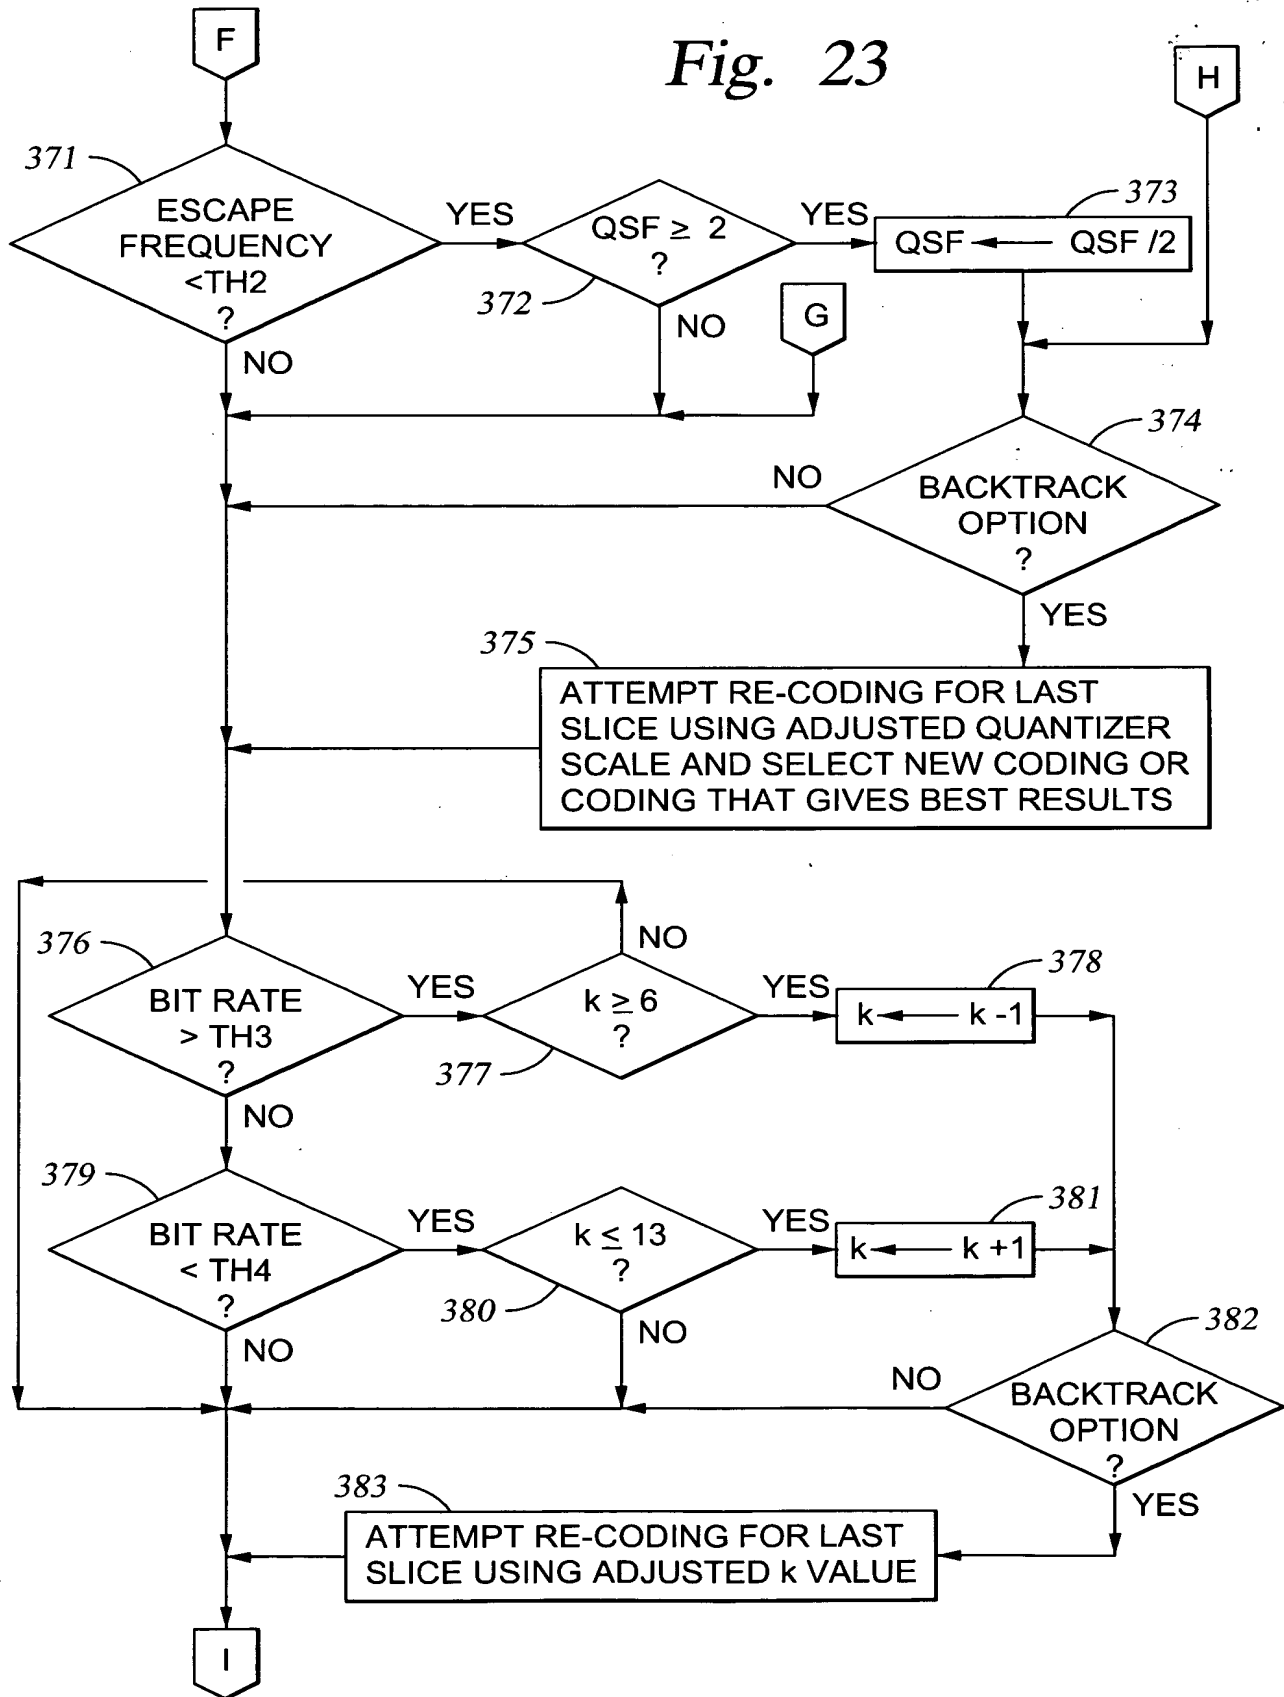 F
Fig. 23
H
371
ESCAPE
FREQUENCY
<TH2
?
YES
NO
QSF ≥ 2
?
372
YES
NO
373
QSF ← QSF /2
G
374
BACKTRACK
OPTION
?
NO
YES
375
ATTEMPT RE-CODING FOR LAST
SLICE USING ADJUSTED QUANTIZER
SCALE AND SELECT NEW CODING OR
CODING THAT GIVES BEST RESULTS
376
BIT RATE
> TH3
?
YES
NO
NO
k ≥ 6
?
377
YES
378
k ← k -1
379
BIT RATE
< TH4
?
YES
NO
k ≤ 13
?
380
YES
NO
381
k ← k +1
382
BACKTRACK
OPTION
?
NO
YES
383
ATTEMPT RE-CODING FOR LAST
SLICE USING ADJUSTED k VALUE
I